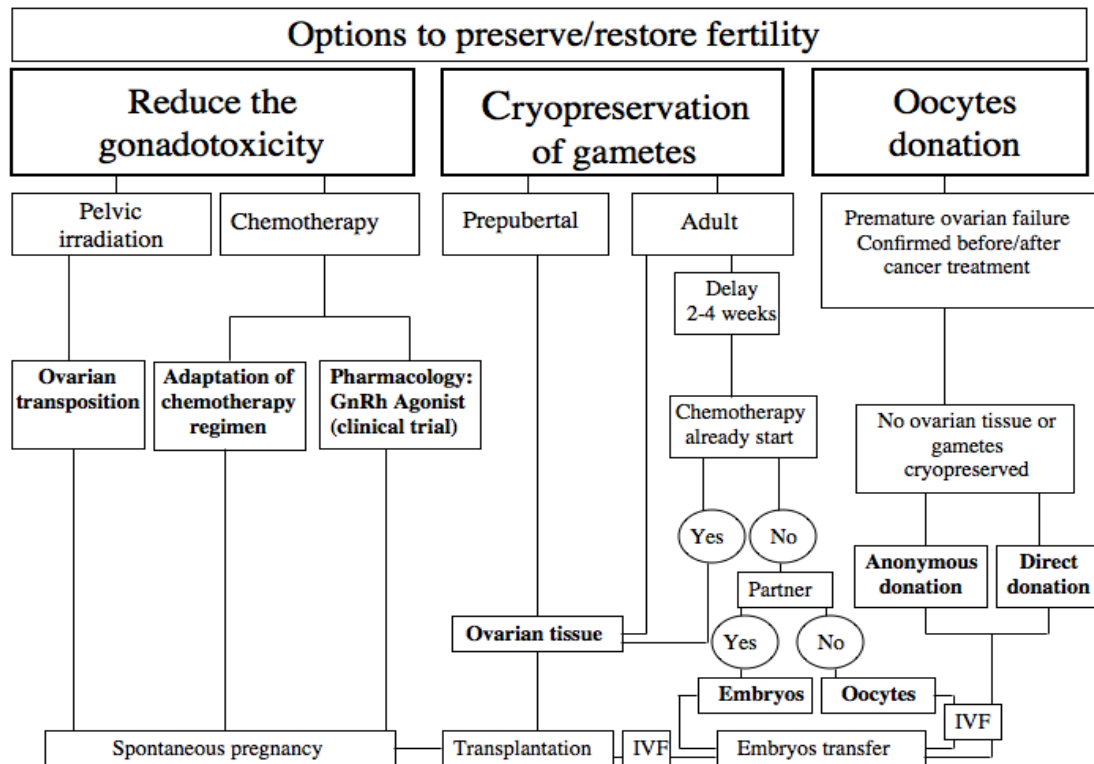 Options to preserve/restore fertility
Reduce the
gonadotoxicity
Cryopreservation
of gametes
Oocytes
donation
Pelvic
irradiation
Chemotherapy
Prepubertal
Adult
Premature ovarian failure
Confirmed before/after
cancer treatment
Delay
2-4 weeks
Ovarian
transposition
Adaptation of
chemotherapy
regimen
Pharmacology:
GnRh Agonist
(clinical trial)
Chemotherapy
already start
No ovarian tissue or
gametes
cryopreserved
Yes
No
Anonymous
donation
Direct
donation
Partner
Ovarian tissue
Yes
No
Embryos
Oocytes
IVF
Spontaneous pregnancy
Transplantation
IVF
Embryos transfer